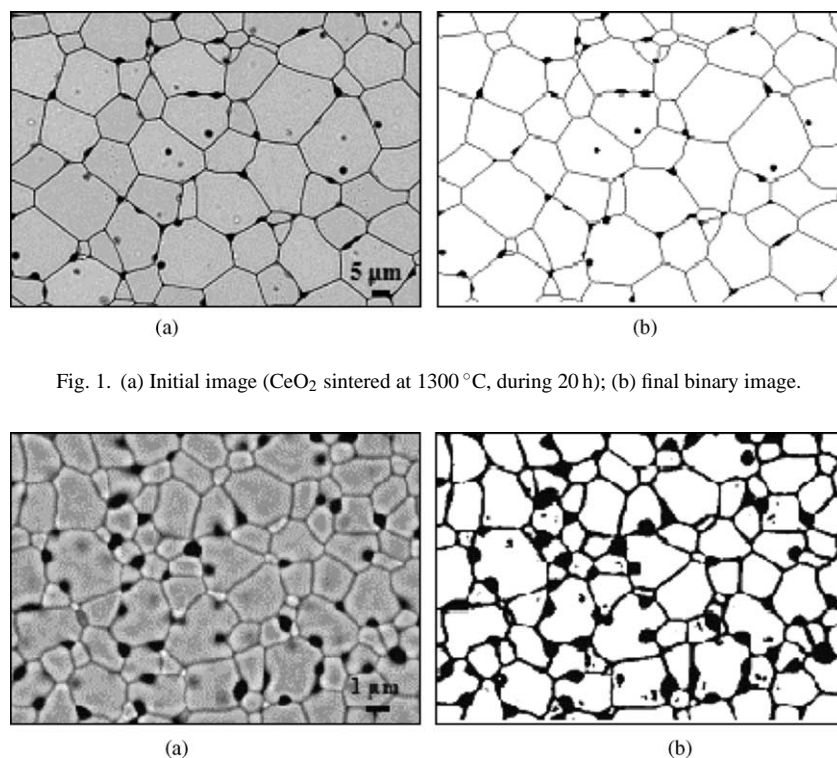 5 µm
(a) (b)
Fig. 1. (a) Initial image (CeO₂ sintered at 1300 °C, during 20 h); (b) final binary image.
1 µm
(a) (b)